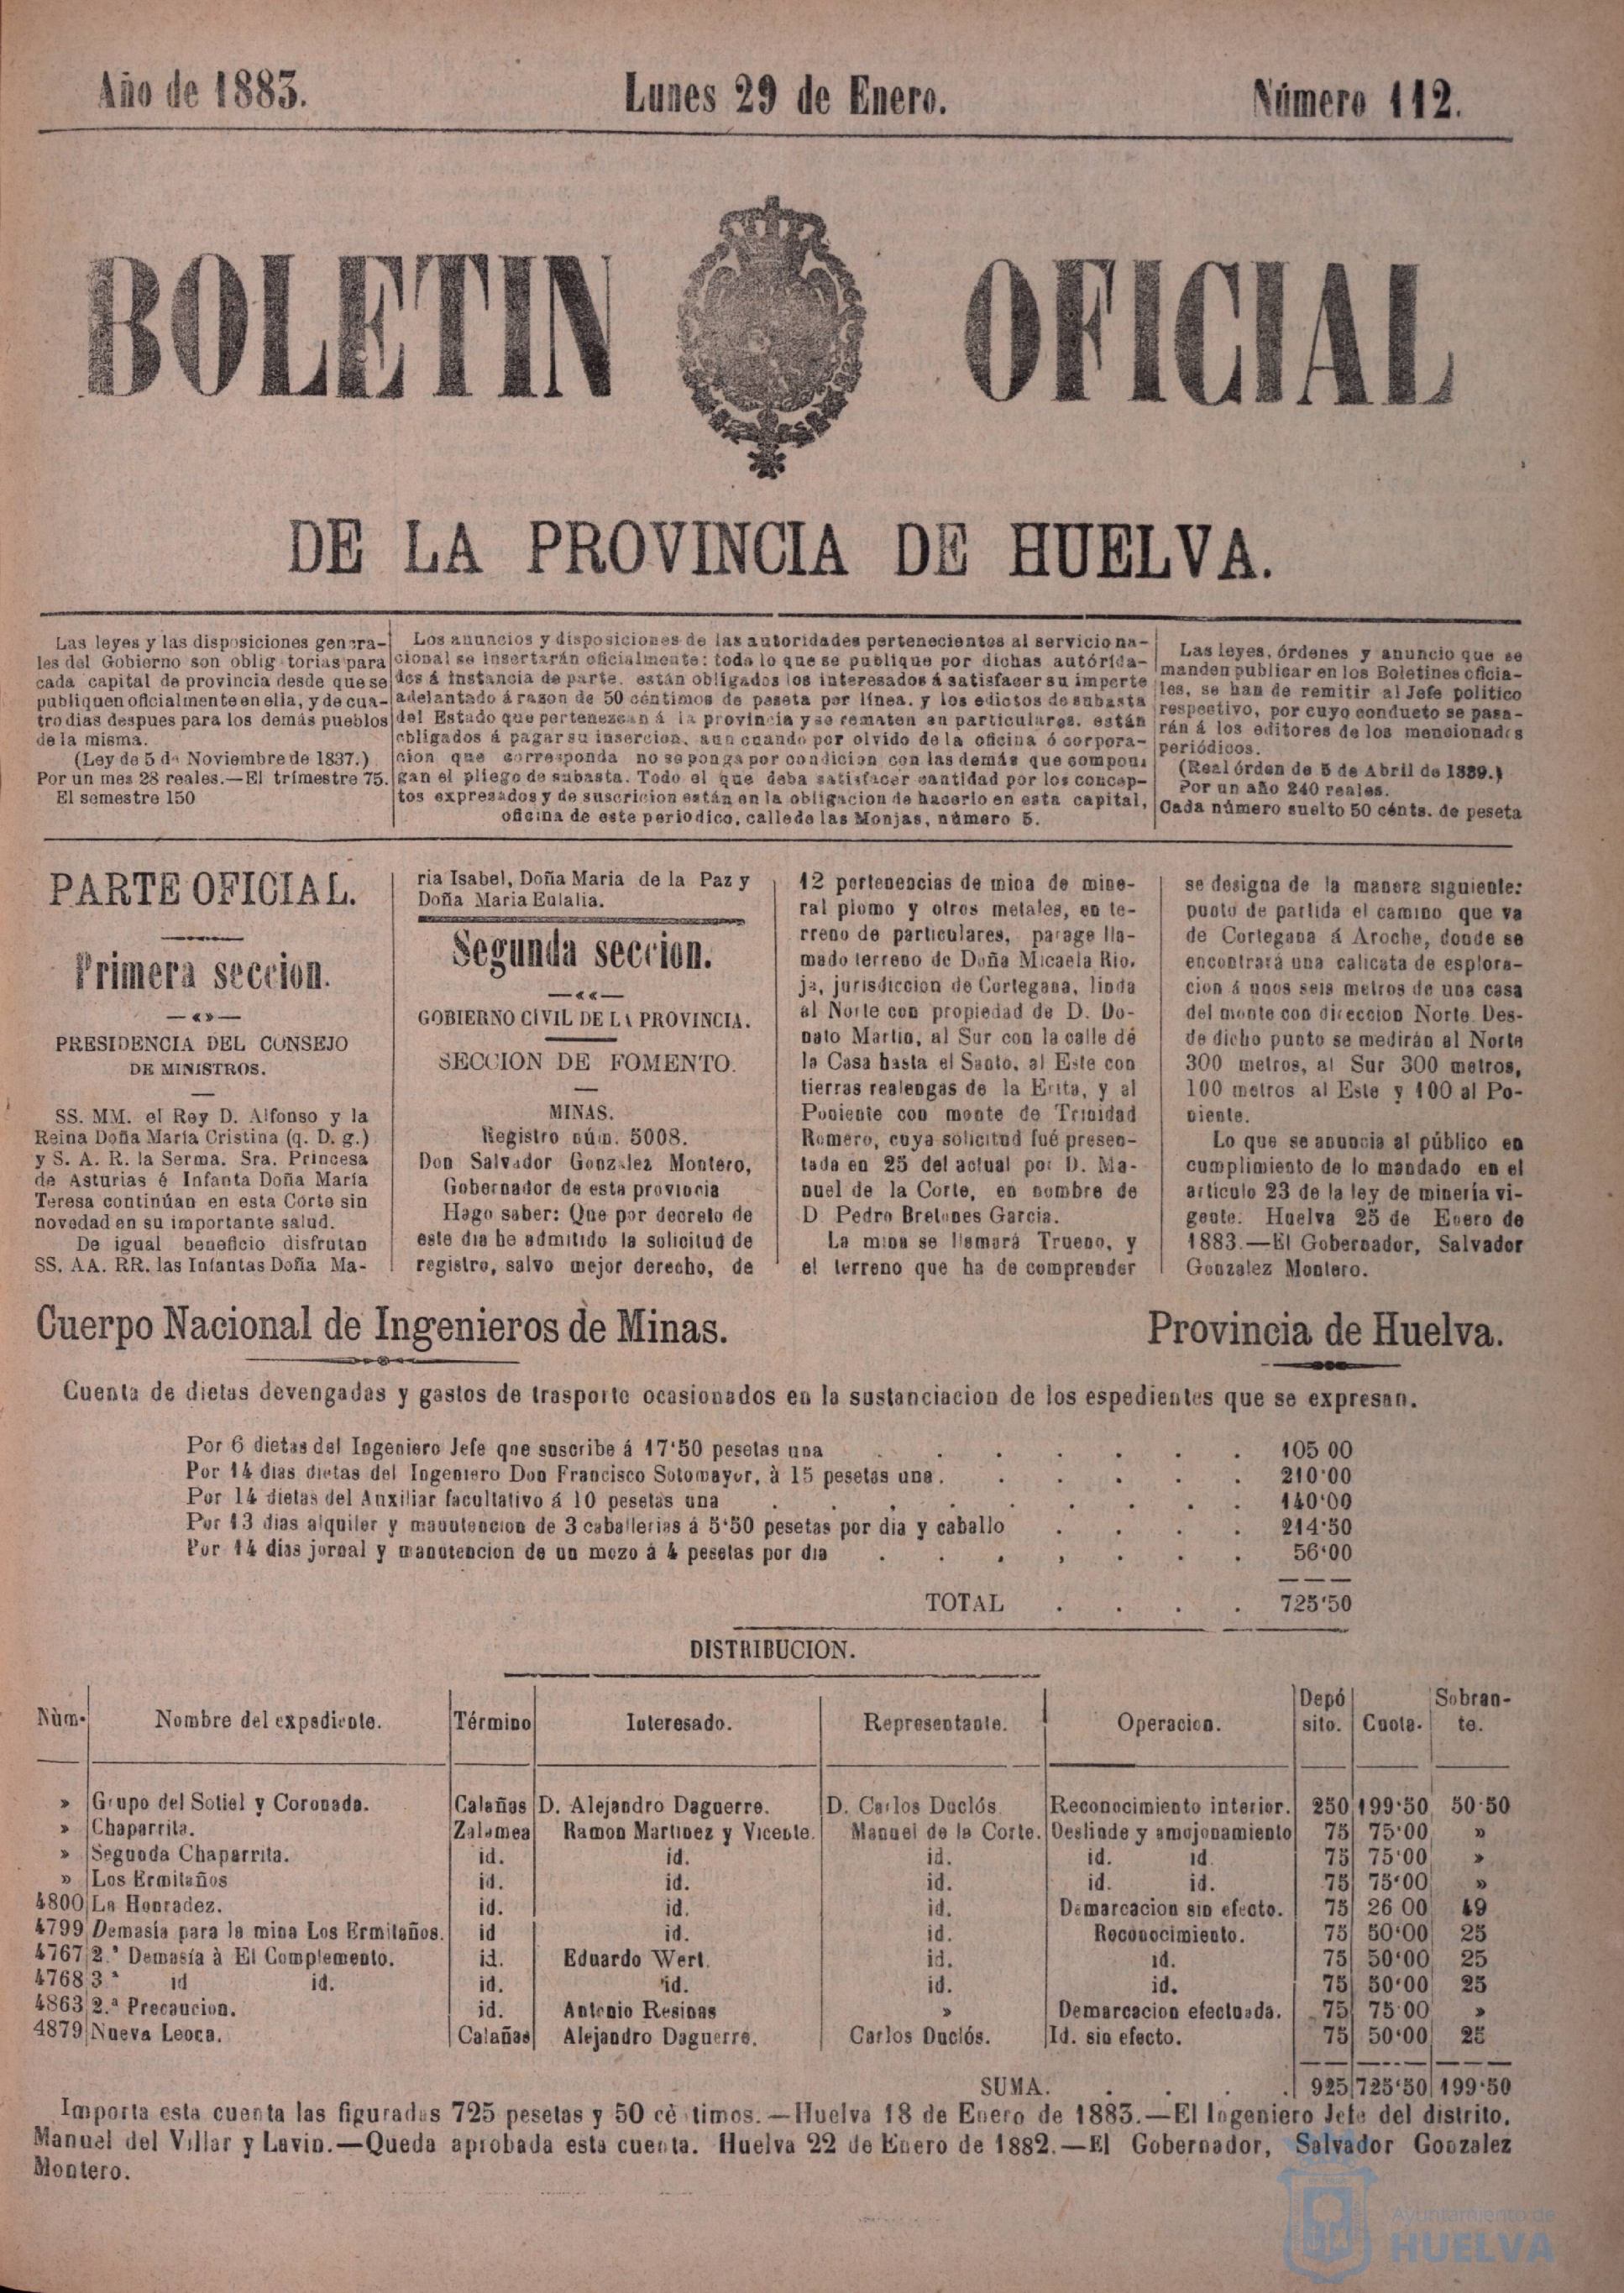 Año de 1883.
Lunes 29 de Enero.
Número 112.
BOLETIN OFICIAL
DE LA PROVINCIA DE HUELVA.
Las leyes y las disposiciones genera-
les del Gobierno son oblig torias para
cada capital de provincia desde que se
publiquen oficialmente en ella, y de cua-
tro dias despues para los demás pueblos
de la misma.
(Ley de 5 de Noviembre de 1837.)
Por un mes 28 reales.—El trimestre 75.
El semestre 150
Los anuncios y disposiciones de las autoridades pertenecientes al servicio na-
cional se insertarán oficialmente: todo lo que se publique por dichas autórida-
des á instancia de parte, están obligados los interesados á satisfacer su importe
adelantado á razon de 50 céntimos de peseta por línea, y los edictos de subasta
del Estado que pertenezcan á la provincia y se rematen en particulares, están
obligados á pagar su insercion, aun cuando por olvido de la oficina ó corpora-
cion que corresponda no se ponga por condicion con las demás que componí
gan el pliego de subasta. Todo el que deba satisfacer cantidad por los concep-
tos expresados y de suscricion están en la obligacion de hacerlo en esta capital,
oficina de este periodico, calle de las Monjas, número 5.
Las leyes, órdenes y anuncio que se
manden publicar en los Boletines oficia-
les, se han de remitir al Jefe politico
respectivo, por cuyo conducto se pasa-
rán á los editores de los mencionados
periódicos.
(Real órden de 5 de Abril de 1839.)
Por un año 240 reales.
Cada número suelto 50 cénts. de peseta
PARTE OFICIAL.
Primera seccion.
PRESIDENCIA DEL CONSEJO
DE MINISTROS.
SS. MM. el Rey D. Alfonso y la
Reina Doña María Cristina (q. D. g.)
y S. A. R. la Serma. Sra. Princesa
de Asturias é Infanta Doña María
Teresa continúan en esta Córte sin
novedad en su importante salud.
De igual beneficio disfrutan
SS. AA. RR. las Infantas Doña Ma-
ria Isabel, Doña Maria de la Paz y
Doña Maria Eulalia.
Segunda seccion.
GOBIERNO CIVIL DE LA PROVINCIA.
SECCION DE FOMENTO.
MINAS.
Registro núm. 5008.
Don Salvador Gonzalez Montero,
Gobernador de esta provincia
Hago saber: Que por decreto de
este dia he admitido la solicitud de
registro, salvo mejor derecho, de
12 pertenencias de mina de mine-
ral plomo y otros metales, en te-
rreno de particulares, parage lla-
mado terreno de Doña Micaela Rio-
ja, jurisdiccion de Cortegana, linda
al Norte con propiedad de D. Do-
nato Martin, al Sur con la calle dé
la Casa hasta el Santo, al Este con
tierras realengas de la Erita, y al
Poniente con monte de Trinidad
Romero, cuya solicitud fué presen-
tada en 25 del actual por D. Ma-
nuel de la Corte, en nombre de
D. Pedro Bretones Garcia.
La mina se llamará Trueno, y
el terreno que ha de comprender
se designa de la manera siguiente:
punto de partida el camino que va
de Cortegana á Aroche, donde se
encontrará una calicata de esplora-
cion á unos seis metros de una casa
del monte con direccion Norte. Des-
de dicho punto se medirán al Norte
300 metros, al Sur 300 metros,
100 metros al Este y 100 al Po-
niente.
Lo que se anuncia al público en
cumplimiento de lo mandado en el
articulo 23 de la ley de minería vi-
gente. Huelva 25 de Enero de
1883.—El Gobernador, Salvador
Gonzalez Montero.
Cuerpo Nacional de Ingenieros de Minas.
Provincia de Huelva.
Cuenta de dietas devengadas y gastos de trasporte ocasionados en la sustanciacion de los espedientes que se expresan.
Por 6 dietas del Ingeniero Jefe que suscribe á 17'50 pesetas una 105 00
Por 14 dias dietas del Ingeniero Don Francisco Sotomayor, à 15 pesetas una. 210'00
Por 14 dietas del Auxiliar facultativo á 10 pesetas una 140'00
Por 13 dias alquiler y manutencion de 3 caballerias á 5'50 pesetas por dia y caballo 214'50
Por 14 dias jornal y manutencion de un mozo á 4 pesetas por dia 56'00
TOTAL 725'50
DISTRIBUCION.
Núm. Nombre del expediente. Término Interesado. Representante. Operacion. Depósito. Cuota. Sobrante.
» Grupo del Sotiel y Coronada. Calañas D. Alejandro Daguerre. D. Carlos Duclós. Reconocimiento interior. 250 199'50 50'50
» Chaparrita. Zalamea Ramon Martinez y Vicente. Manuel de la Corte. Deslinde y amojonamiento 75 75'00 »
» Segunda Chaparrita. id. id. id. id. id. 75 75'00 »
» Los Ermitaños id. id. id. id. id. 75 75'00 »
4800 La Honradez. id. id. id. Demarcacion sin efecto. 75 26 00 49
4799 Demasía para la mina Los Ermitaños. id id. id. Reconocimiento. 75 50'00 25
4767 2.ª Demasía à El Complemento. id. Eduardo Wert. id. id. 75 50'00 25
4768 3.ª id id. id. id. id. id. 75 50'00 25
4863 2.ª Precaucion. id. Antonio Resinas » Demarcacion efectuada. 75 75'00 »
4879 Nueva Leoca. Calañas Alejandro Daguerre. Carlos Duclós. Id. sin efecto. 75 50'00 25
SUMA. 925 725'50 199'50
Importa esta cuenta las figuradas 725 pesetas y 50 cé timos.—Huelva 18 de Enero de 1883.—El Ingeniero Jefe del distrito,
Manuel del Villar y Lavin.—Queda aprobada esta cuenta. Huelva 22 de Enero de 1882.—El Gobernador, Salvador Gonzalez
Montero.
Ayuntamiento de
HUELVA